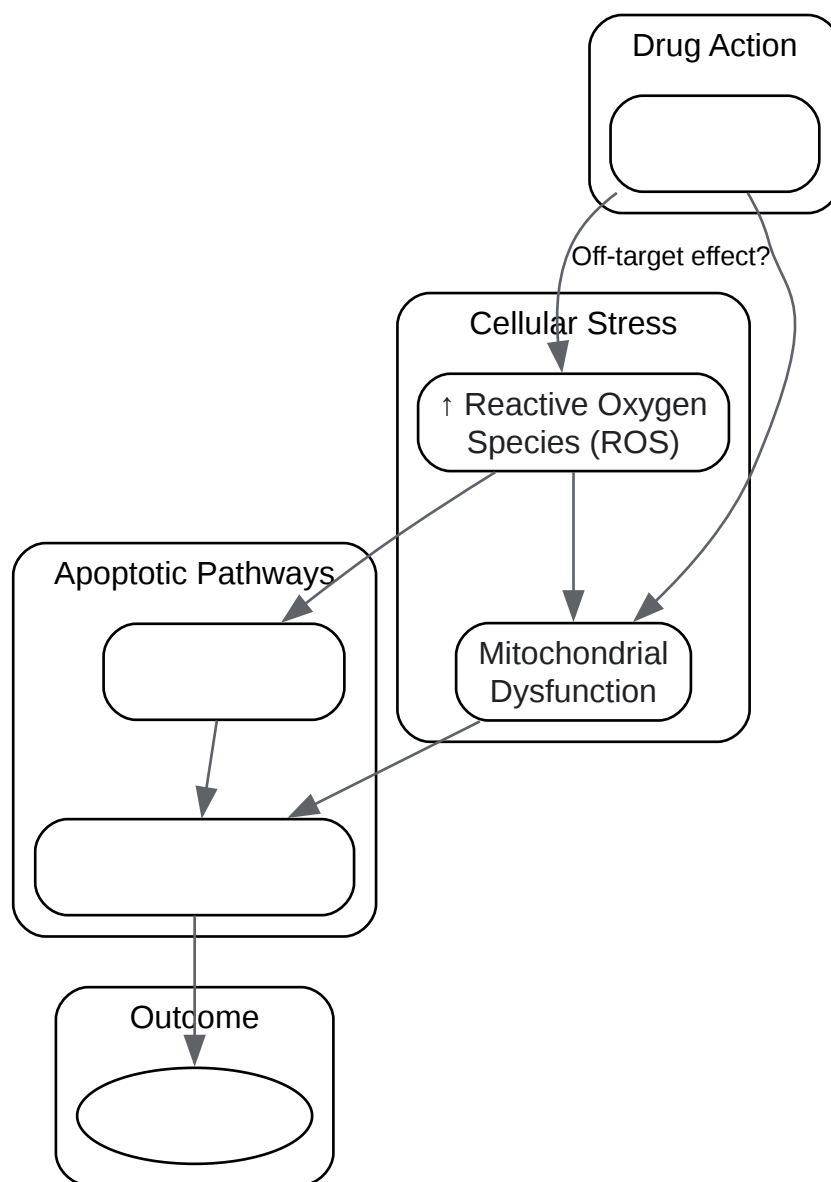 Drug Action
Off-target effect?
Cellular Stress
↑ Reactive Oxygen
Species (ROS)
Apoptotic Pathways
Mitochondrial
Dysfunction
Outcome